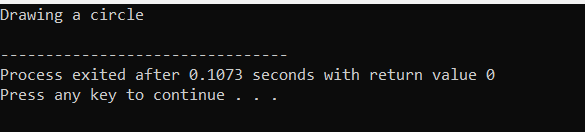 Drawing a circle
--------------------------------
Process exited after 0.1073 seconds with return value 0
Press any key to continue . . .